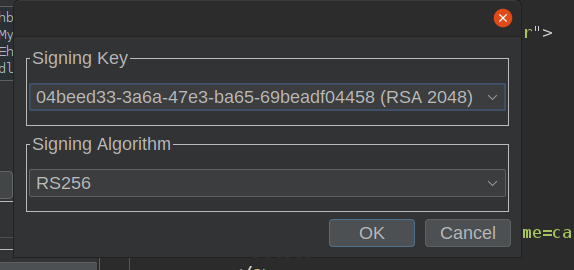 hb
My
Eh
dl
r">
Signing Key
04beed33-3a6a-47e3-ba65-69beadf04458 (RSA 2048)
Signing Algorithm
RS256
OK
Cancel
me=ca